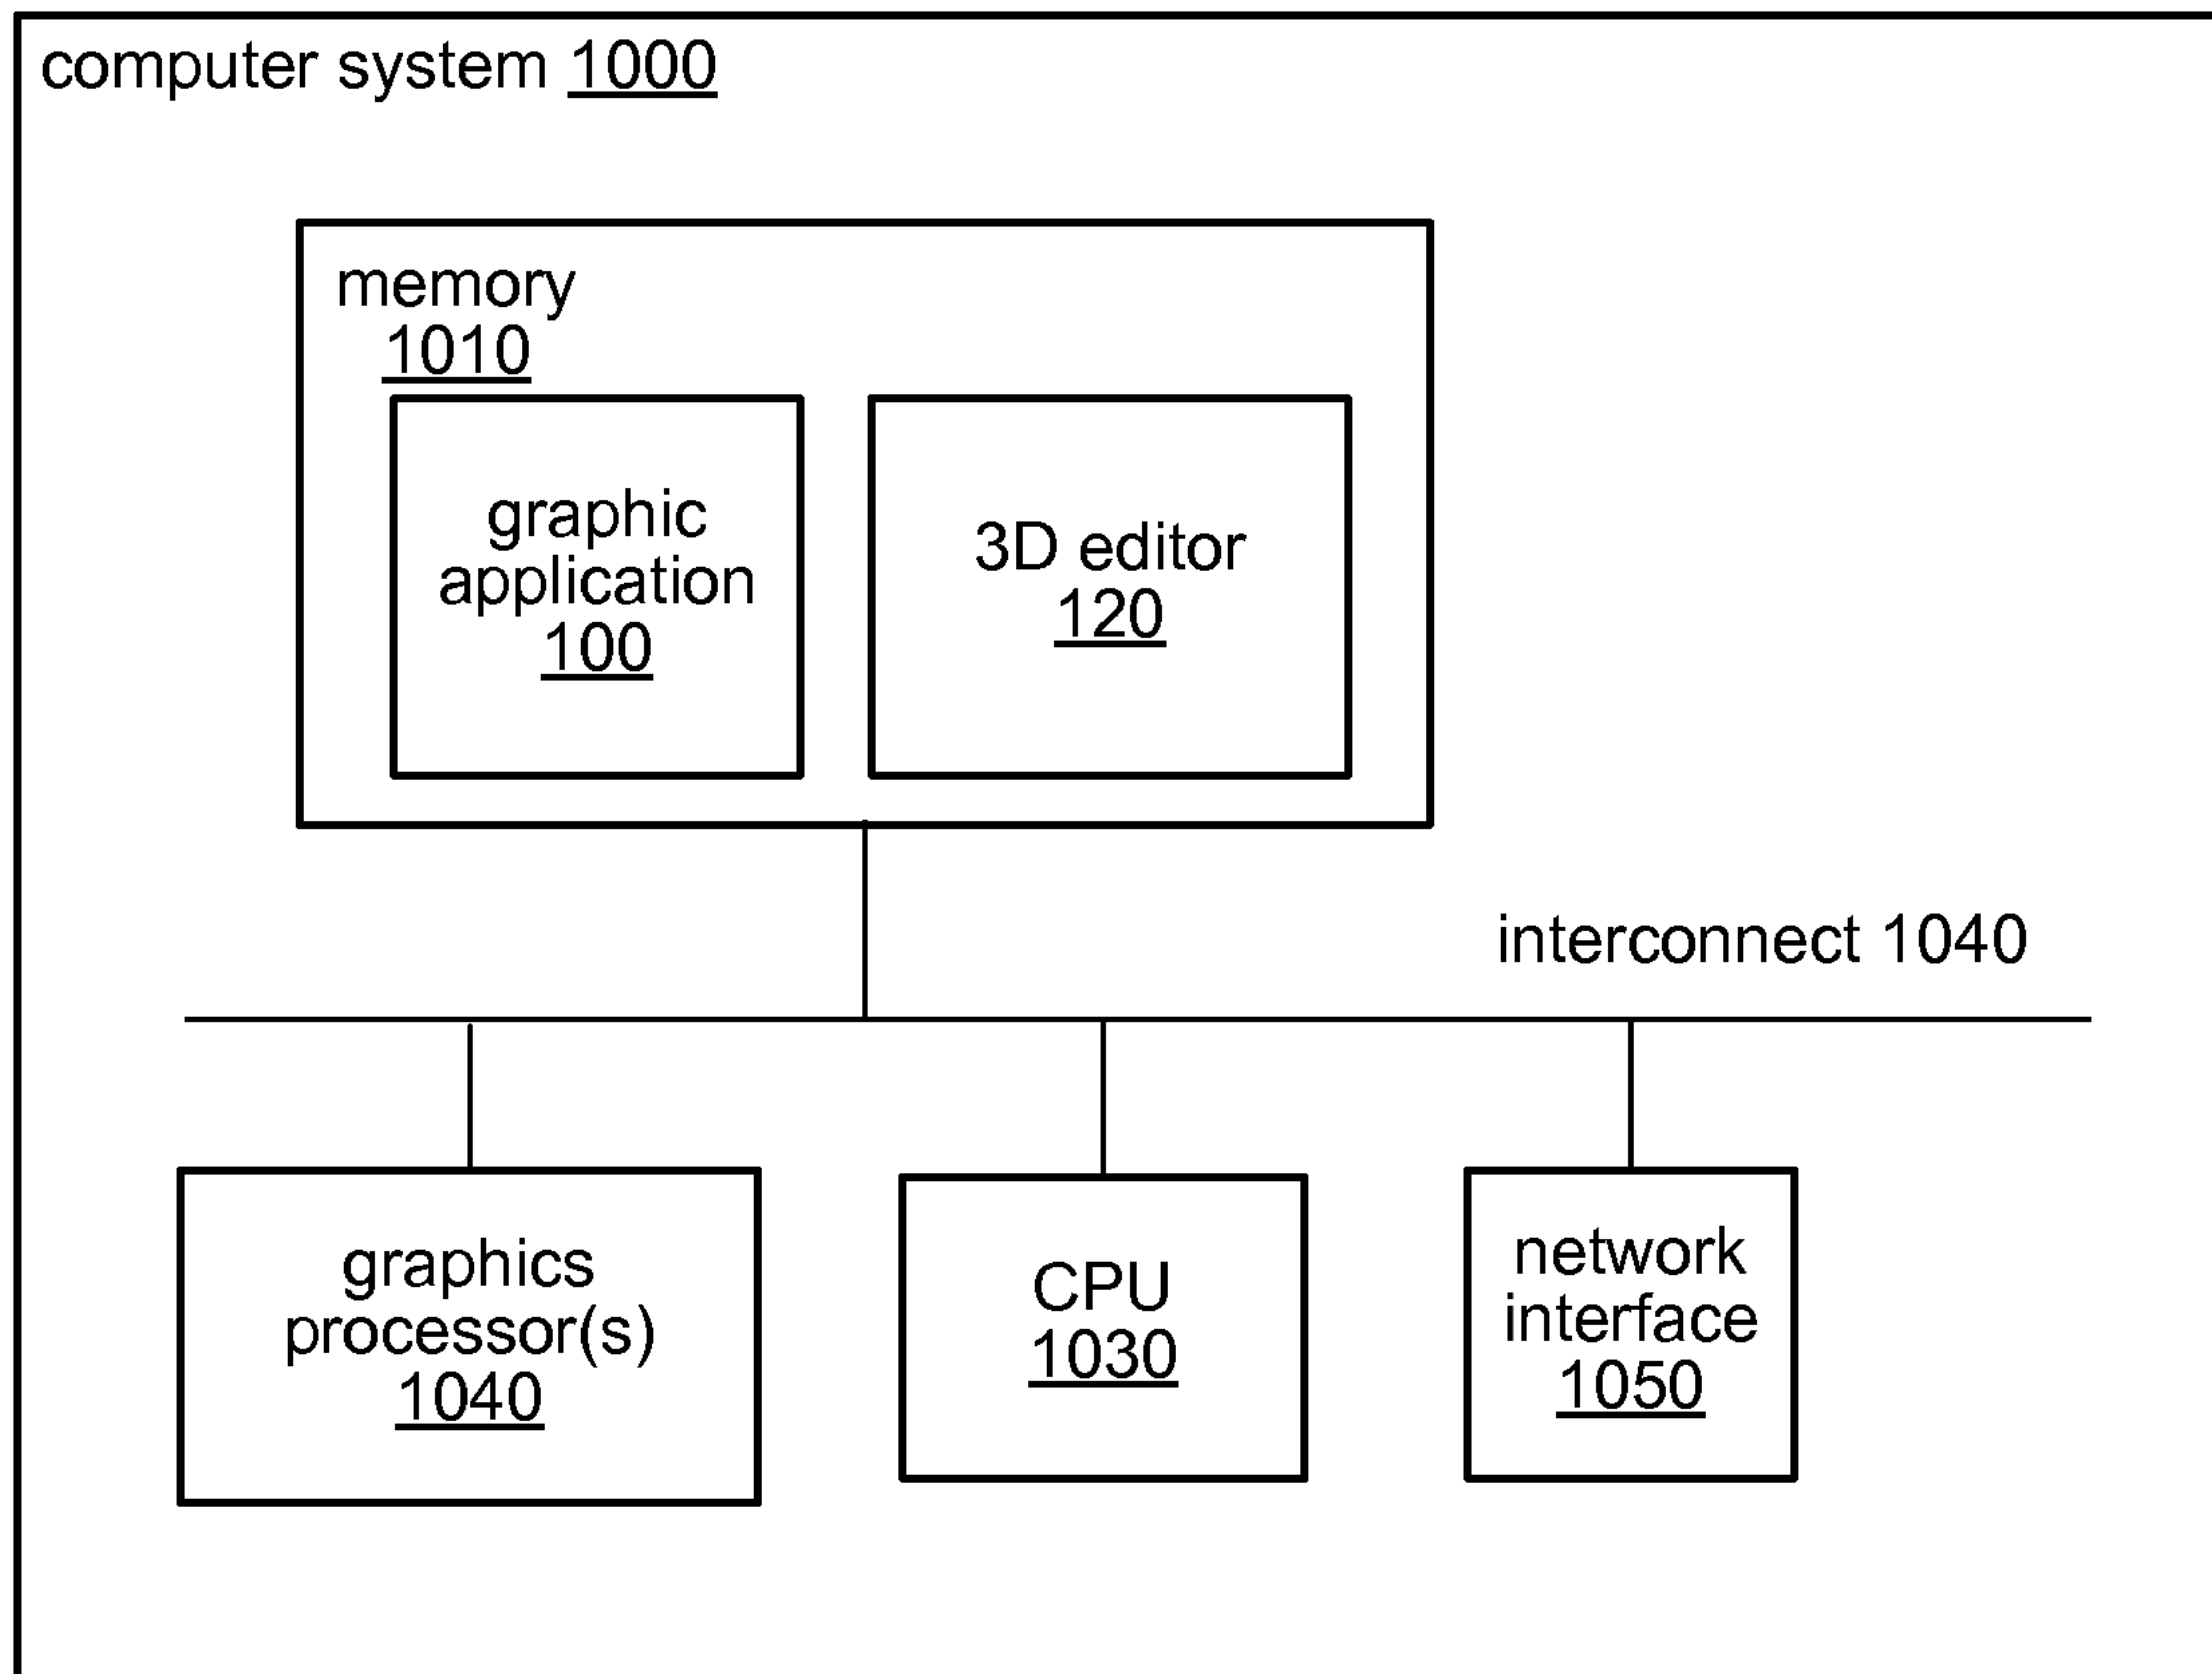 computer system 1000
memory
1010
graphic
application
100
3D editor
120
interconnect 1040
graphics
processor(s)
1040
CPU
1030
network
interface
1050